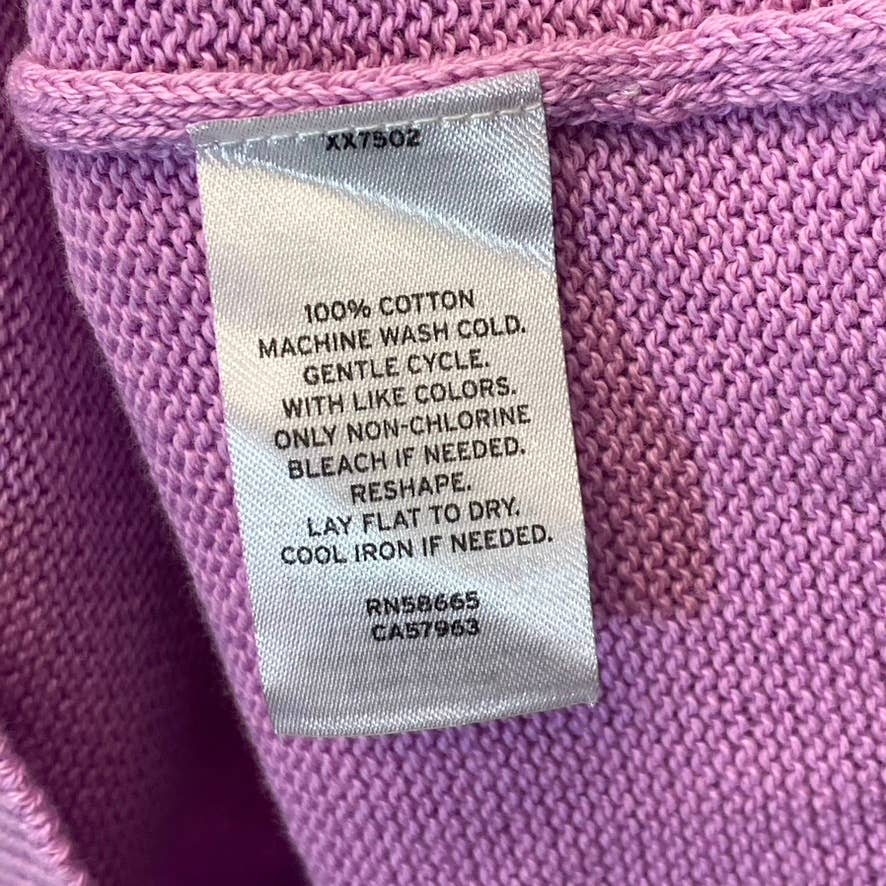 XX7502
100% COTTON
MACHINE WASH COLD.
GENTLE CYCLE.
WITH LIKE COLORS.
ONLY NON-CHLORINE
BLEACH IF NEEDED.
RESHAPE.
LAY FLAT TO DRY.
COOL IRON IF NEEDED.
RN58665
CA57963